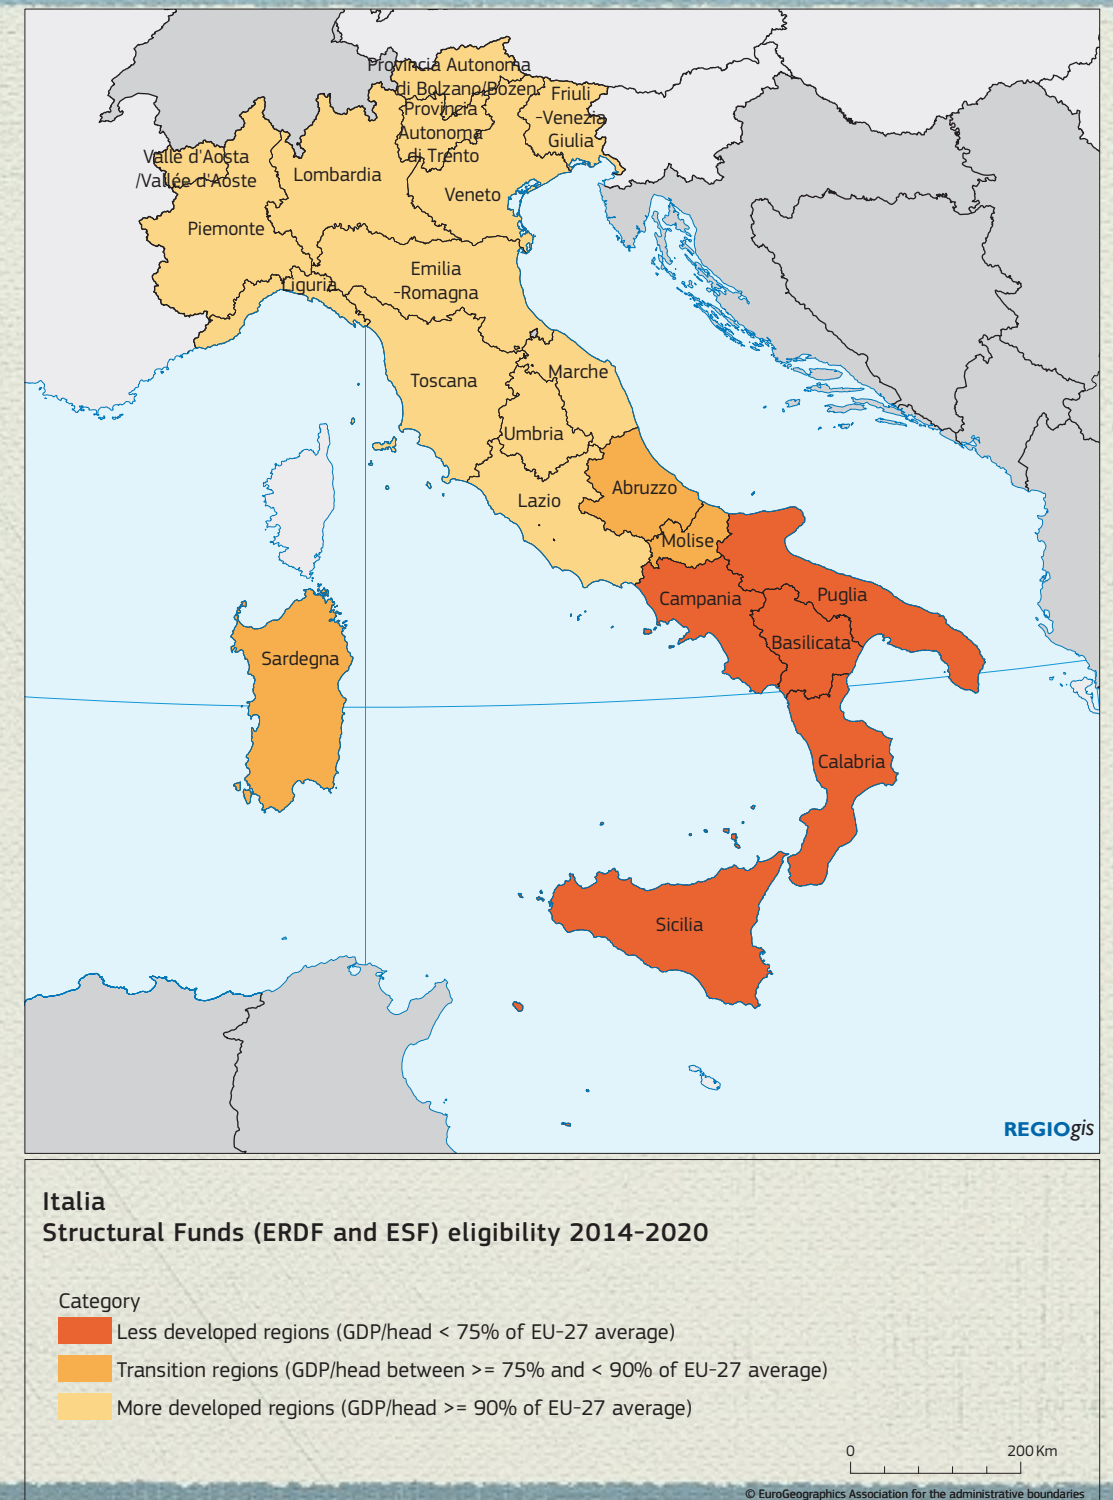 Provincia Autonoma
di Bolzano/Bozen
Friuli
-Venezia
Giulia
Provincia
Autonoma
di Trento
Valle d'Aosta
/Vallée d'Aoste
Lombardia
Veneto
Piemonte
Emilia
-Romagna
Liguria
Toscana
Marche
Umbria
Lazio
Abruzzo
Molise
Campania
Puglia
Basilicata
Sardegna
Calabria
Sicilia
REGIOgis
Italia
Structural Funds (ERDF and ESF) eligibility 2014-2020
Category
Less developed regions (GDP/head < 75% of EU-27 average)
Transition regions (GDP/head between >= 75% and < 90% of EU-27 average)
More developed regions (GDP/head >= 90% of EU-27 average)
0 200 Km
© EuroGeographics Association for the administrative boundaries